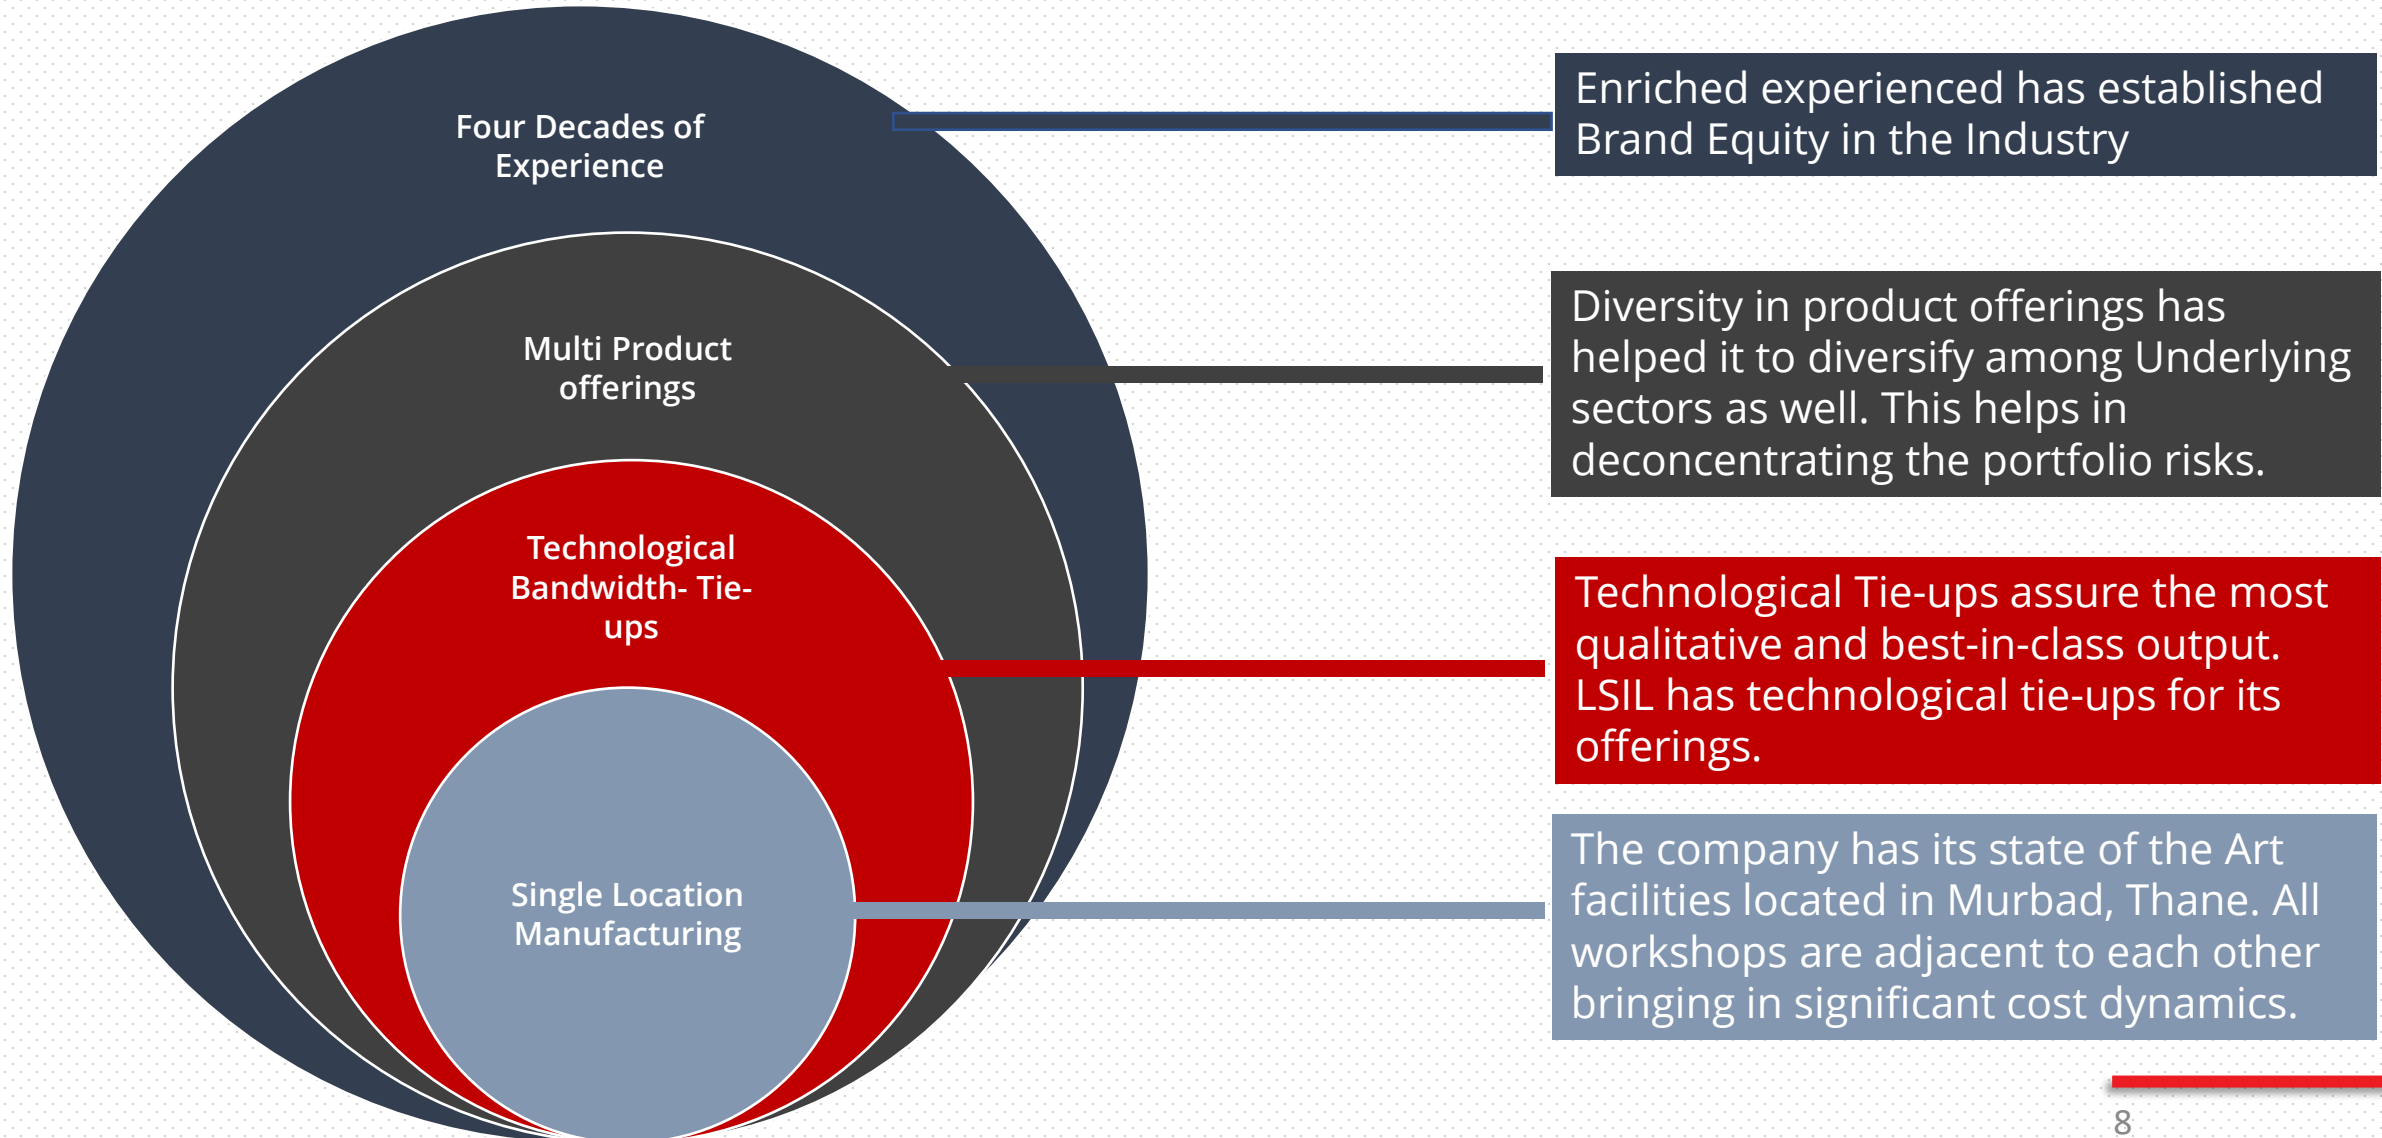 Four Decades of
Experience
Enriched experienced has established
Brand Equity in the Industry
Multi Product
offerings
Diversity in product offerings has
helped it to diversify among Underlying
sectors as well. This helps in
deconcentrating the portfolio risks.
Technological
Bandwidth- Tie-
ups
Technological Tie-ups assure the most
qualitative and best-in-class output.
LSIL has technological tie-ups for its
offerings.
Single Location
Manufacturing
The company has its state of the Art
facilities located in Murbad, Thane. All
workshops are adjacent to each other
bringing in significant cost dynamics.
8